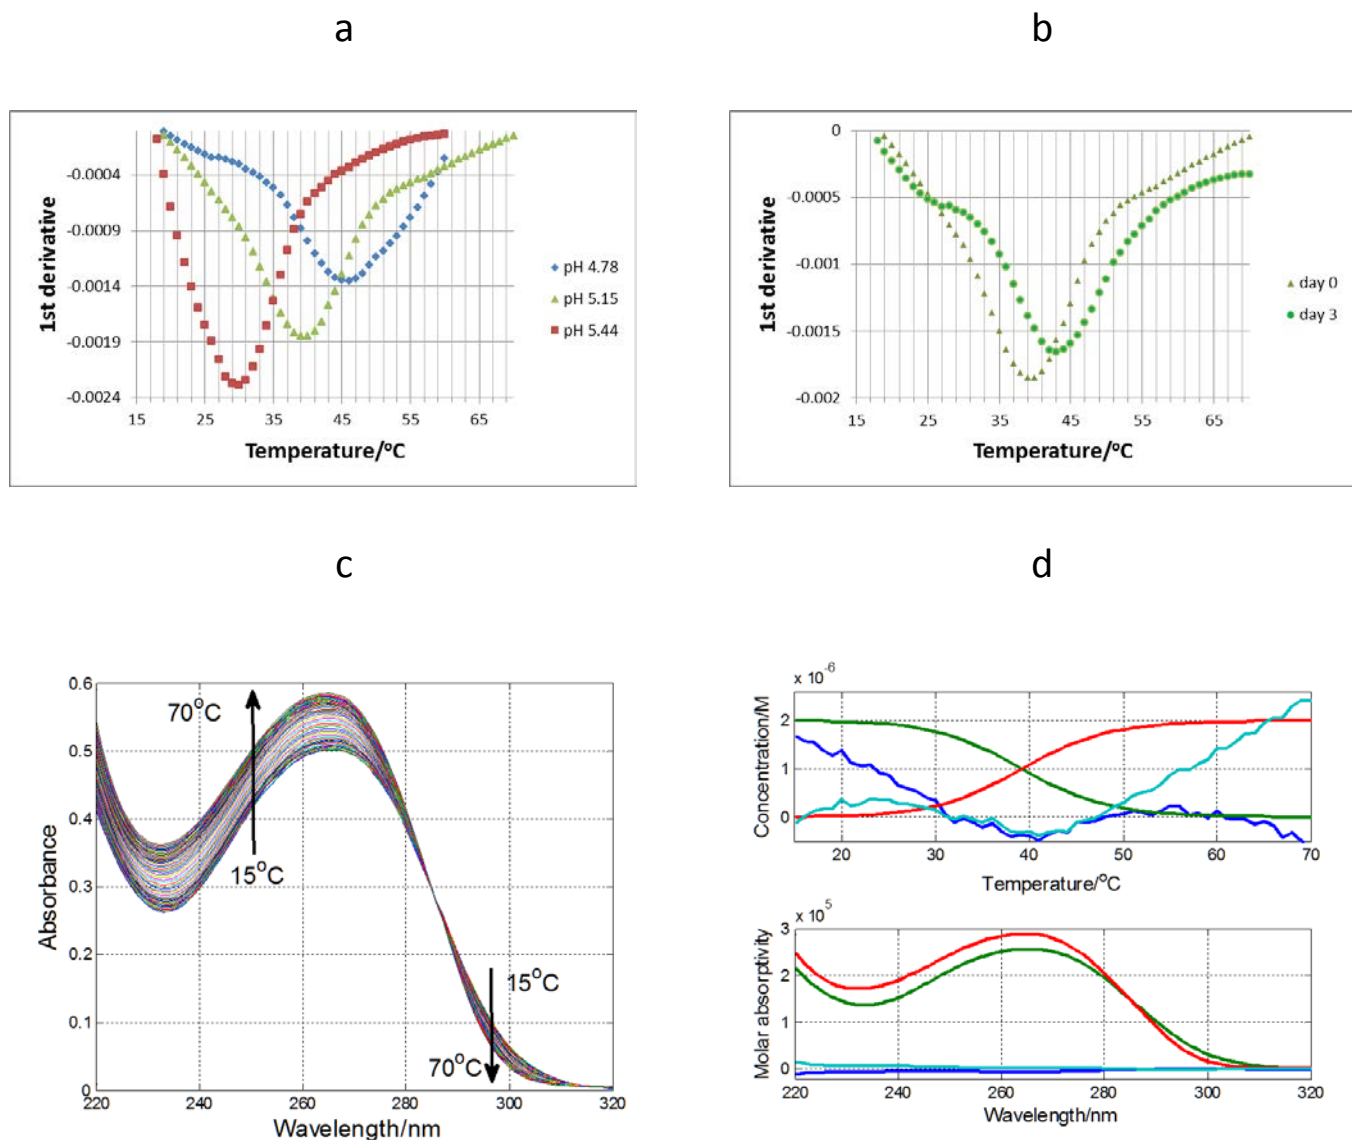 a
b
-0.0004
-0.0009
-0.0014
-0.0019
-0.0024
15 25 35 45 55 65
1st derivative
Temperature/ºC
pH 4.78
pH 5.15
pH 5.44
0
-0.0005
-0.001
-0.0015
-0.002
15 25 35 45 55 65
1st derivative
Temperature/ºC
day 0
day 3
c
d
0.6
0.5
0.4
0.3
0.2
0.1
0
220 240 260 280 300 320
Absorbance
Wavelength/nm
70°C
15°C
15°C
70°C
x 10⁻⁶
2
1
0
20 30 40 50 60 70
Concentration/M
Temperature/°C
x 10⁵
3
2
1
0
220 240 260 280 300 320
Molar absorptivity
Wavelength/nm